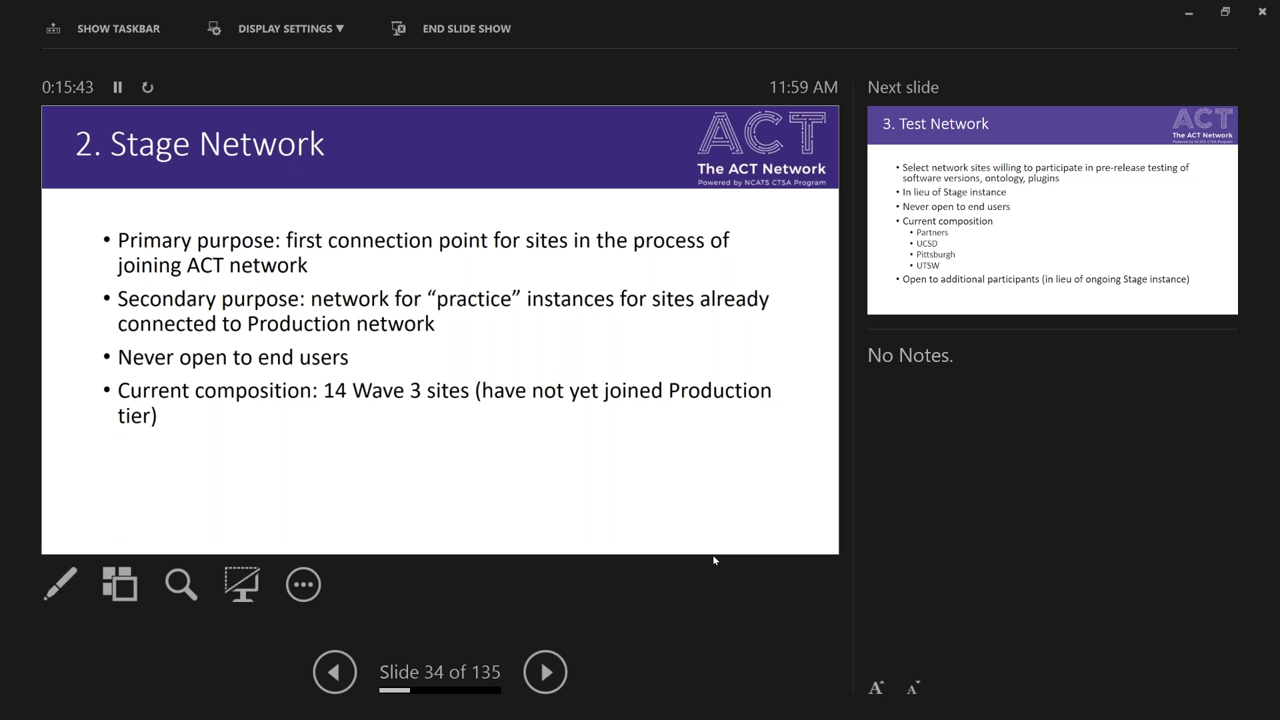 SHOW TASKBAR
DISPLAY SETTINGS ▼
END SLIDE SHOW
0:15:43
11:59 AM
2. Stage Network
ACT
The ACT Network
Powered by NCATS CTSA Program
• Primary purpose: first connection point for sites in the process of
joining ACT network
• Secondary purpose: network for “practice” instances for sites already
connected to Production network
• Never open to end users
• Current composition: 14 Wave 3 sites (have not yet joined Production
tier)
Slide 34 of 135
Next slide
3. Test Network
ACT
The ACT Network
Powered by NCATS CTSA Program
• Select network sites willing to participate in pre-release testing of
software versions, ontology, plugins
• In lieu of Stage instance
• Never open to end users
• Current composition
• Partners
• UCSD
• Pittsburgh
• UTSW
• Open to additional participants (in lieu of ongoing Stage instance)
No Notes.
A A